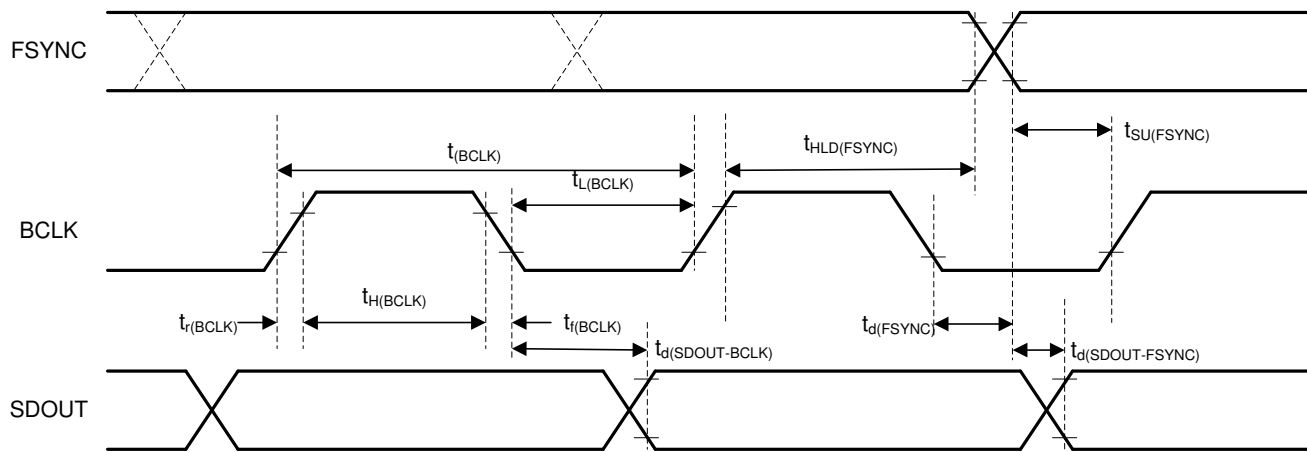 FSYNC
t(BCLK)
tHLD(FSYNC)
tSU(FSYNC)
tL(BCLK)
BCLK
tH(BCLK)
tr(BCLK)
tf(BCLK)
td(FSYNC)
td(SDOUT-BCLK)
td(SDOUT-FSYNC)
SDOUT